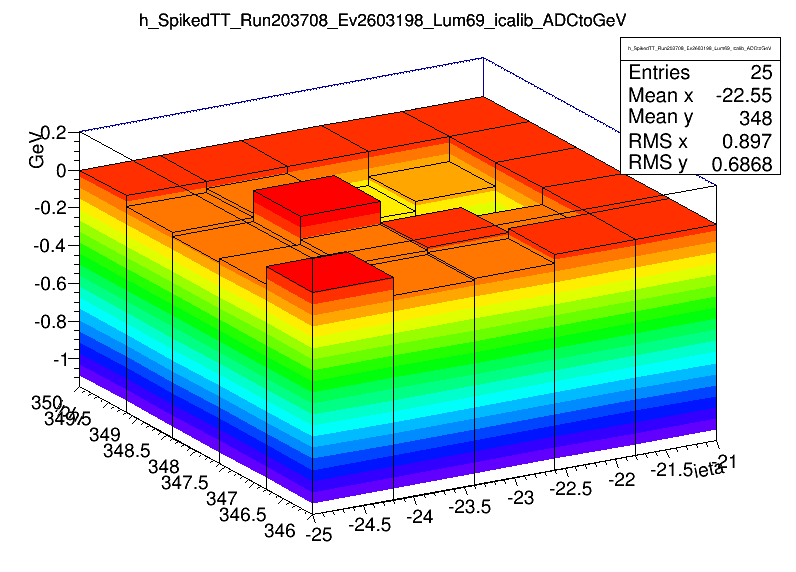 h_SpikedTT_Run203708_Ev2603198_Lum69_icalib_ADCtoGeV
h_SpikedTT_Run203708_Ev2603198_Lum69_icalib_ADCtoGeV
Entries 25
Mean x -22.55
Mean y 348
RMS x 0.897
RMS y 0.6868
GeV
0.2
0
-0.2
-0.4
-0.6
-0.8
-1
350
349.5
349
348.5
348
347.5
347
346.5
346
-25
-24.5
-24
-23.5
-23
-22.5
-22
-21.5
ieta
-21